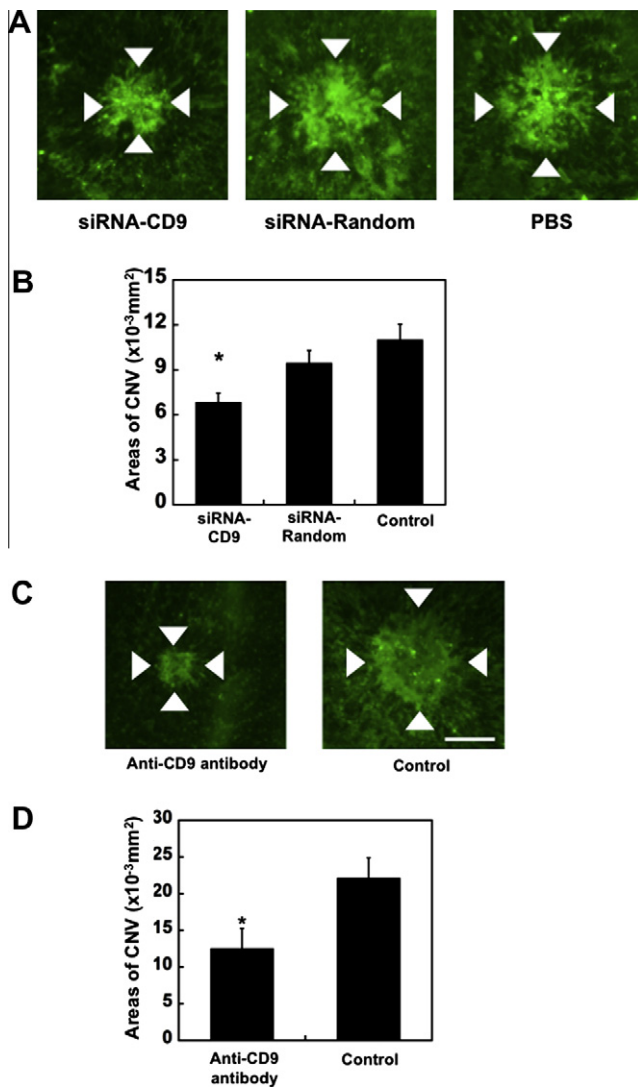 A
siRNA-CD9 siRNA-Random PBS
B
Areas of CNV (x10-3mm2)
15
12
9
6
3
0
*
siRNA-
CD9
siRNA-
Random
Control
C
Anti-CD9 antibody Control
D
Areas of CNV (x10-3mm2)
30
25
20
15
10
5
0
*
Anti-CD9
antibody
Control